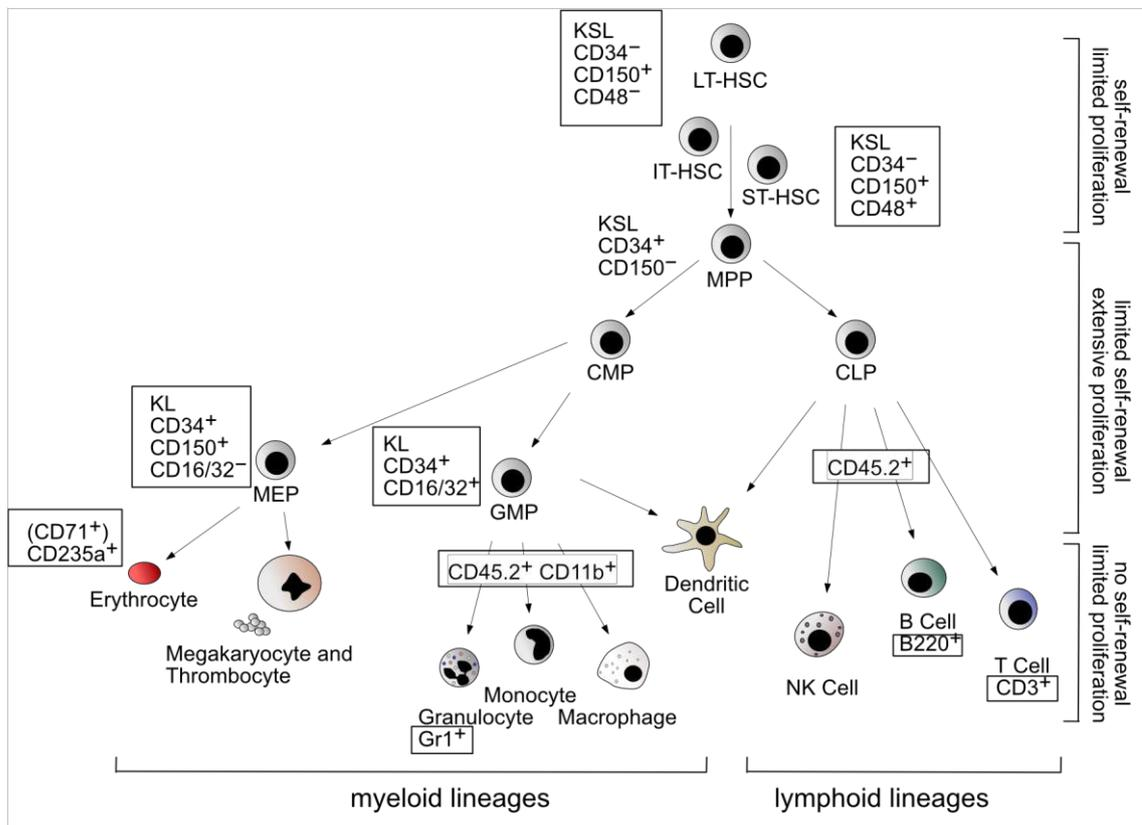 KSL
CD34⁻
CD150⁺
CD48⁻
LT-HSC
IT-HSC
ST-HSC
KSL
CD34⁻
CD150⁺
CD48⁺
self-renewal
limited proliferation
KSL
CD34⁺
CD150⁻
MPP
CMP
CLP
limited self-renewal
extensive proliferation
KL
CD34⁺
CD150⁺
CD16/32⁻
MEP
KL
CD34⁺
CD16/32⁺
GMP
CD45.2⁺
(CD71⁺)
CD235a⁺
Erythrocyte
Megakaryocyte and
Thrombocyte
CD45.2⁺ CD11b⁺
Dendritic
Cell
Monocyte
Granulocyte
Gr1⁺
Macrophage
NK Cell
B Cell
B220⁺
T Cell
CD3⁺
no self-renewal
limited proliferation
myeloid lineages
lymphoid lineages